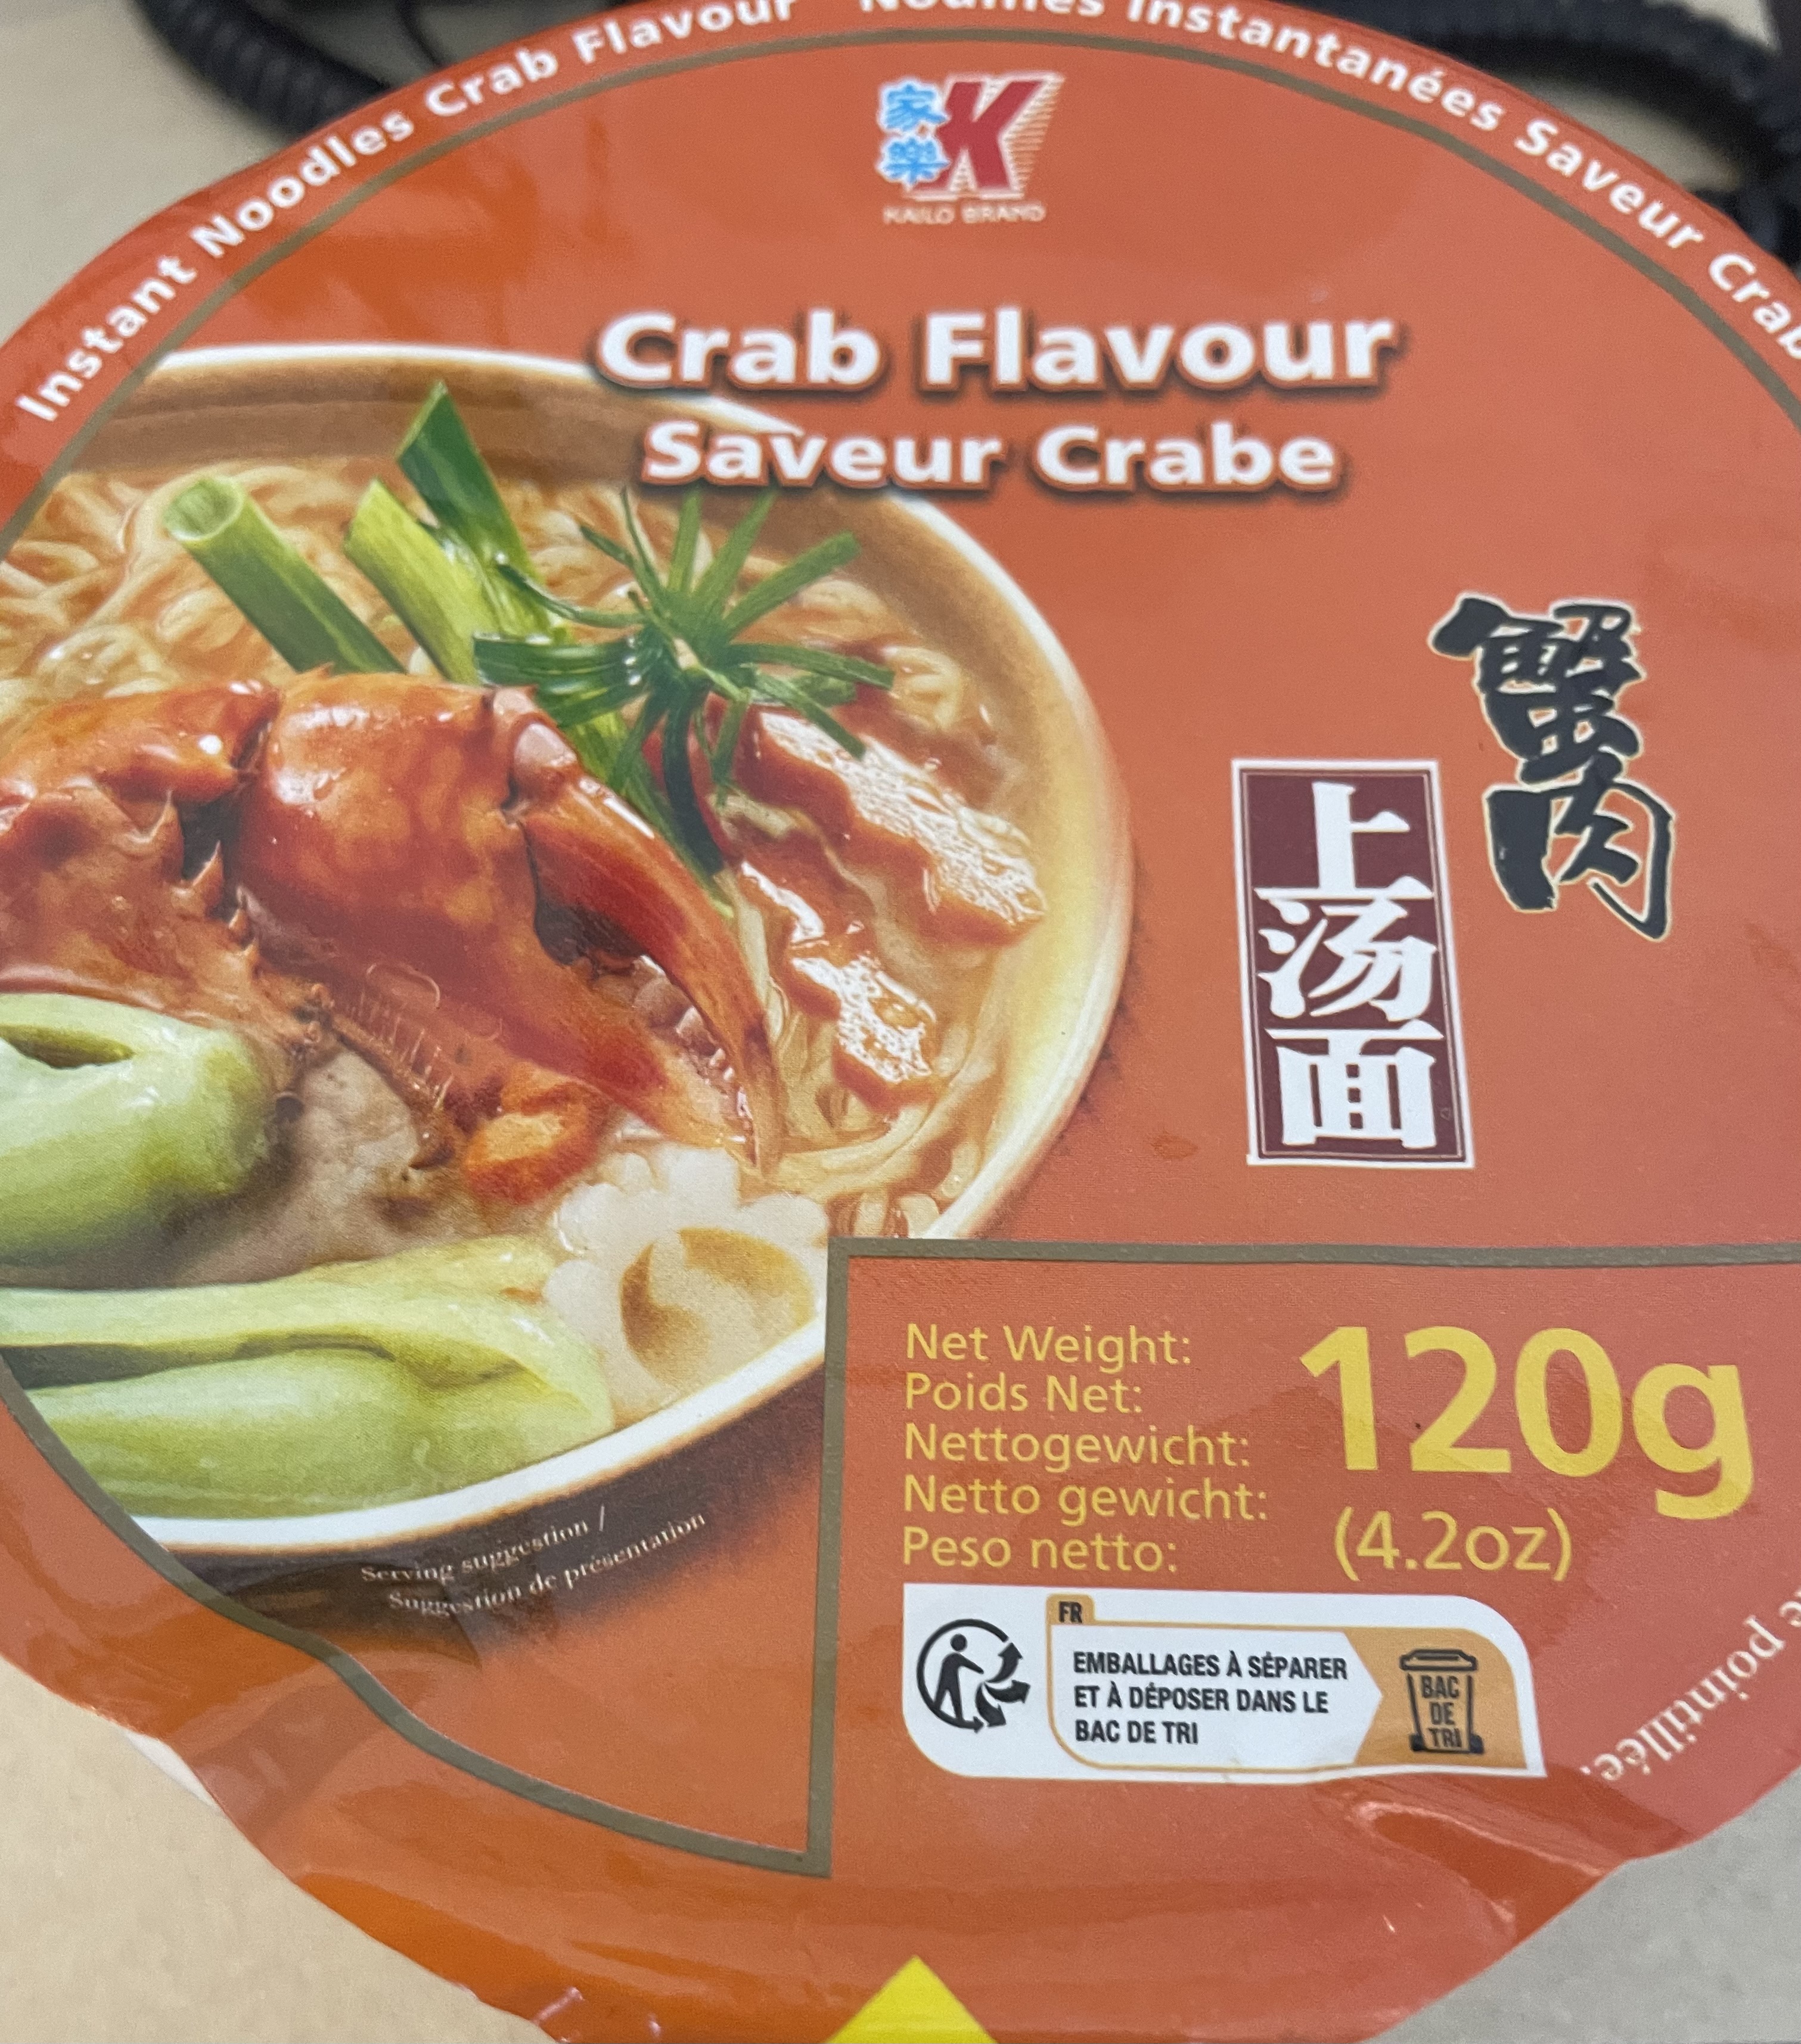 Instant Noodles Crab Flavour
Nouilles Instantanées Saveur Crab
家樂
K
KAILO BRAND
Crab Flavour
Saveur Crabe
蟹肉
上汤面
Net Weight:
Poids Net:
Nettogewicht:
Netto gewicht:
Peso netto:
120g
(4.2oz)
Serving suggestion /
Suggestion de présentation
FR
EMBALLAGES À SÉPARER
ET À DÉPOSER DANS LE
BAC DE TRI
BAC
DE
TRI
pointillée.